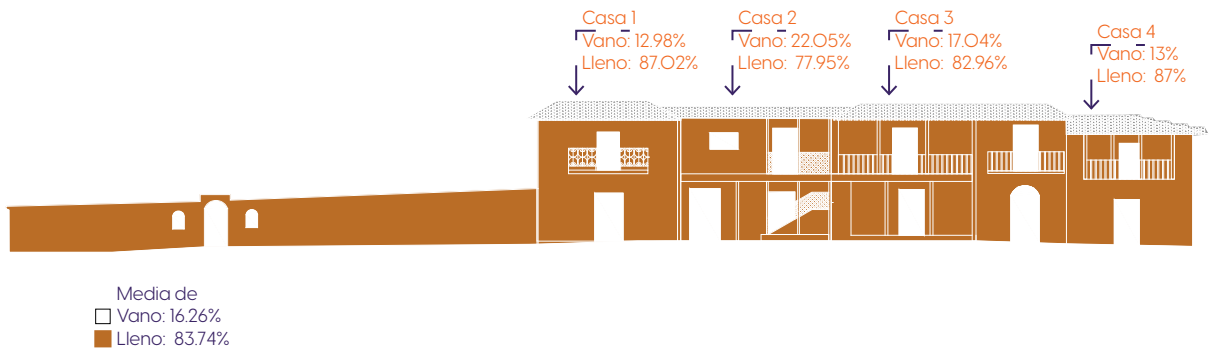 Casa 1
Vano: 12.98%
Lleno: 87.02%
Casa 2
Vano: 22.05%
Lleno: 77.95%
Casa 3
Vano: 17.04%
Lleno: 82.96%
Casa 4
Vano: 13%
Lleno: 87%
Media de
Vano: 16.26%
Lleno: 83.74%